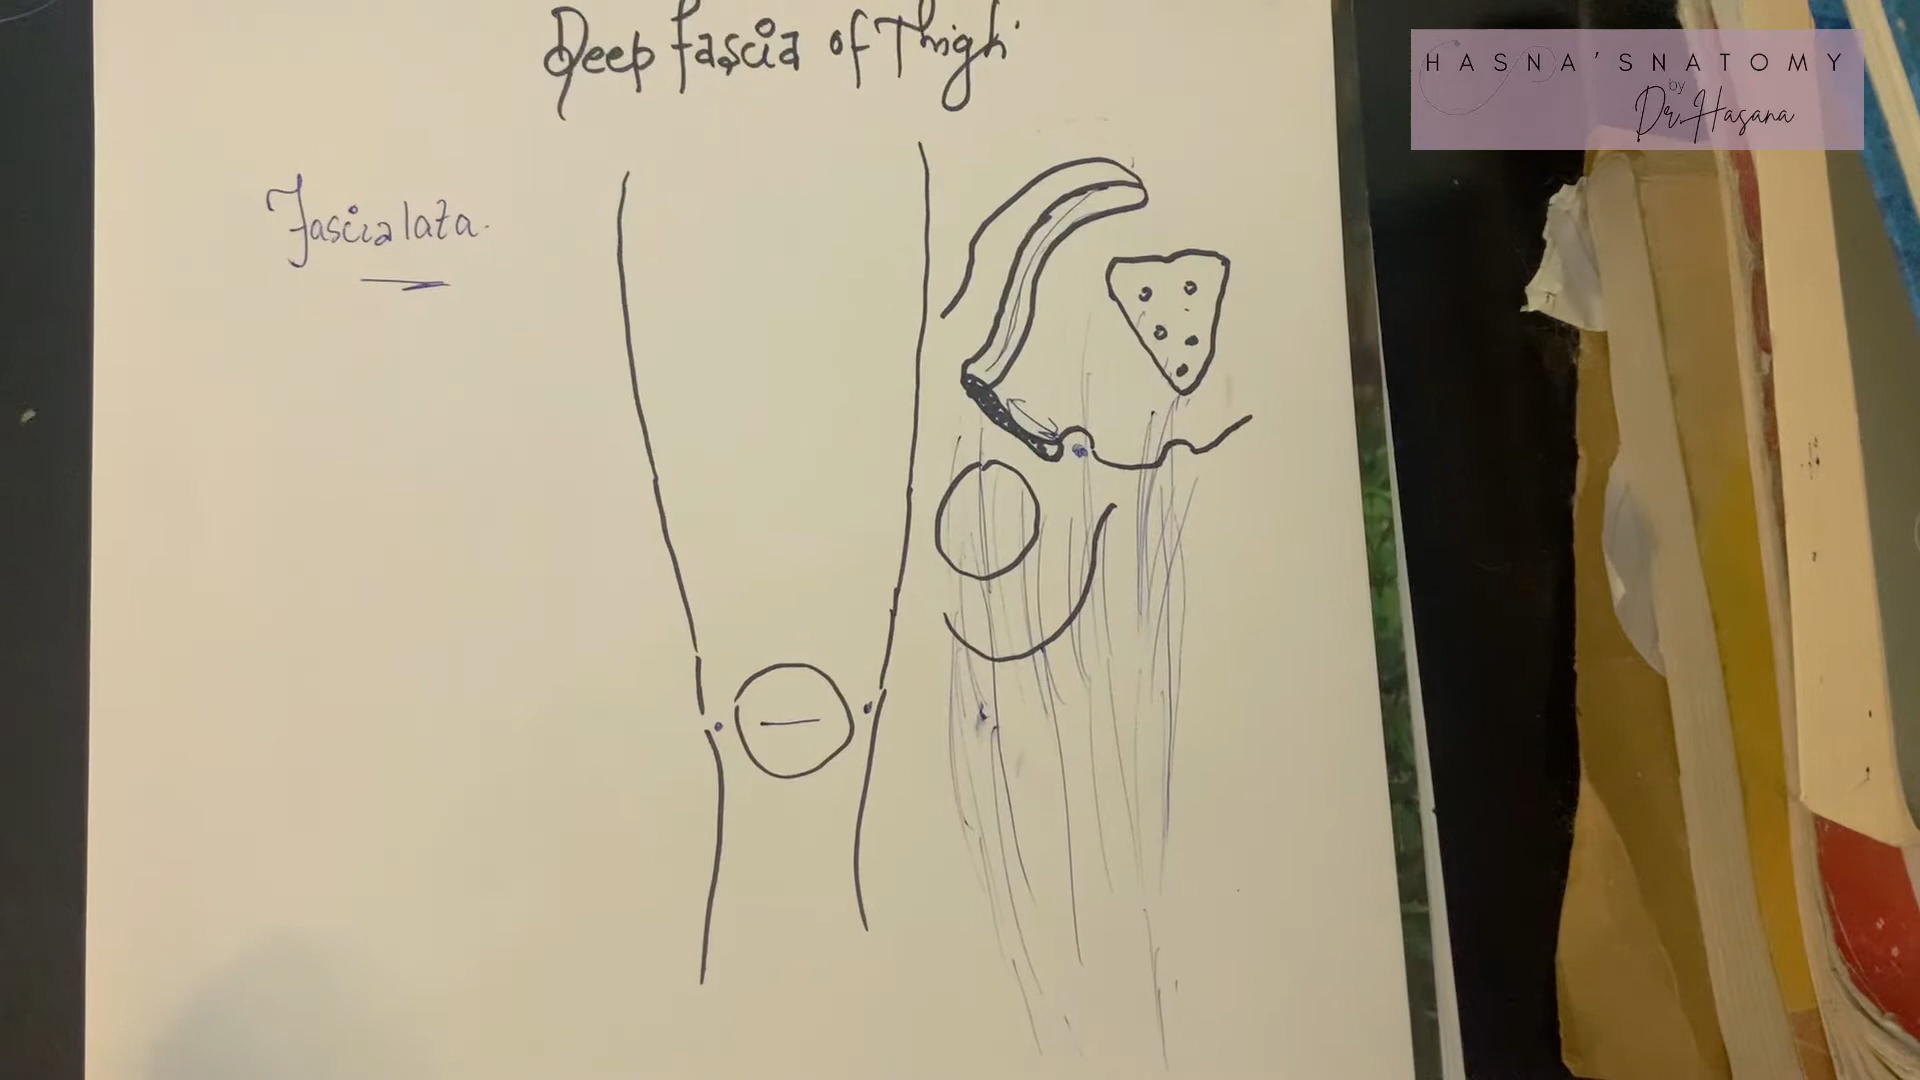 Deep fascia of Thigh
HASNA'SNATOMY
by
Dr.Hasana
Fascia lata.